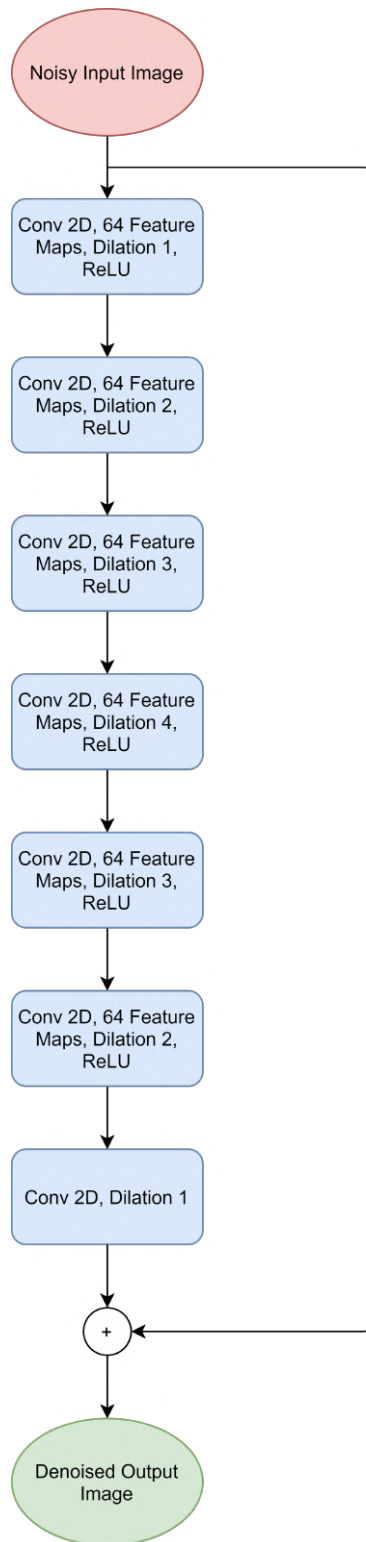 Noisy Input Image
Conv 2D, 64 Feature
Maps, Dilation 1,
ReLU
Conv 2D, 64 Feature
Maps, Dilation 2,
ReLU
Conv 2D, 64 Feature
Maps, Dilation 3,
ReLU
Conv 2D, 64 Feature
Maps, Dilation 4,
ReLU
Conv 2D, 64 Feature
Maps, Dilation 3,
ReLU
Conv 2D, 64 Feature
Maps, Dilation 2,
ReLU
Conv 2D, Dilation 1
+
Denoised Output
Image